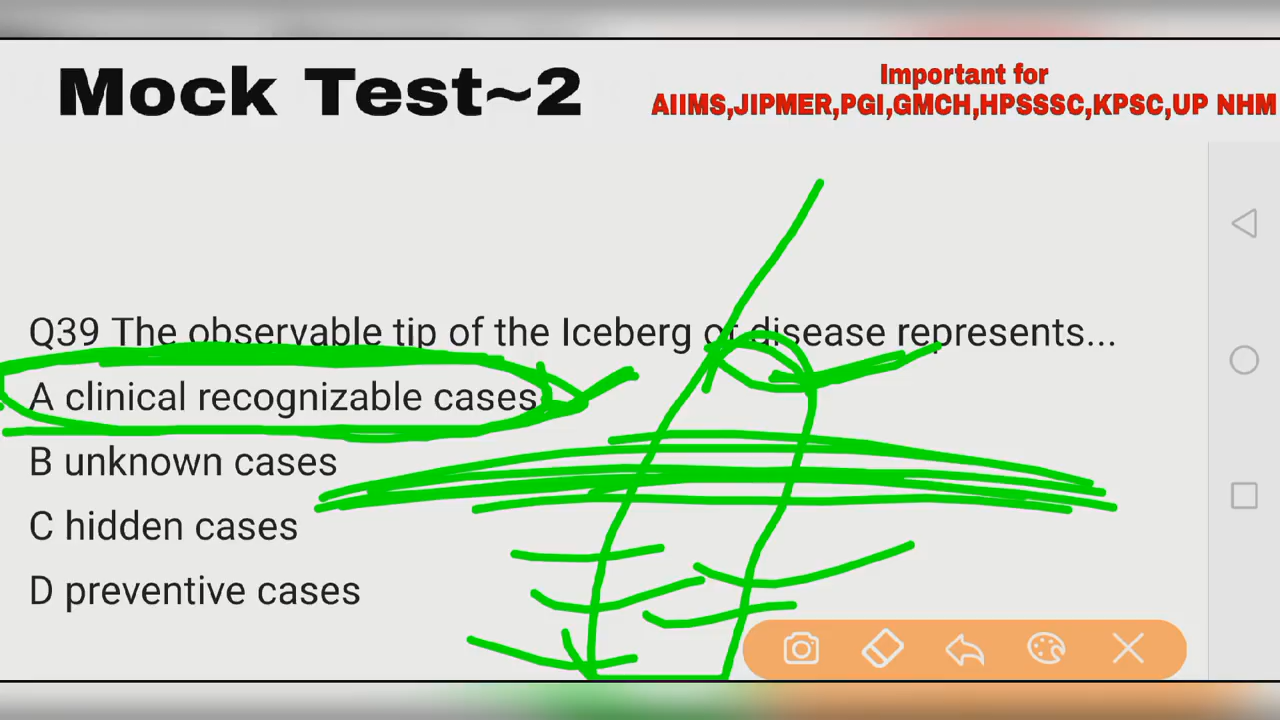 Mock Test~2
Important for
AIIMS,JIPMER,PGI,GMCH,HPSSSC,KPSC,UP NHM
Q39 The observable tip of the Iceberg of disease represents...
A clinical recognizable cases
B unknown cases
C hidden cases
D preventive cases